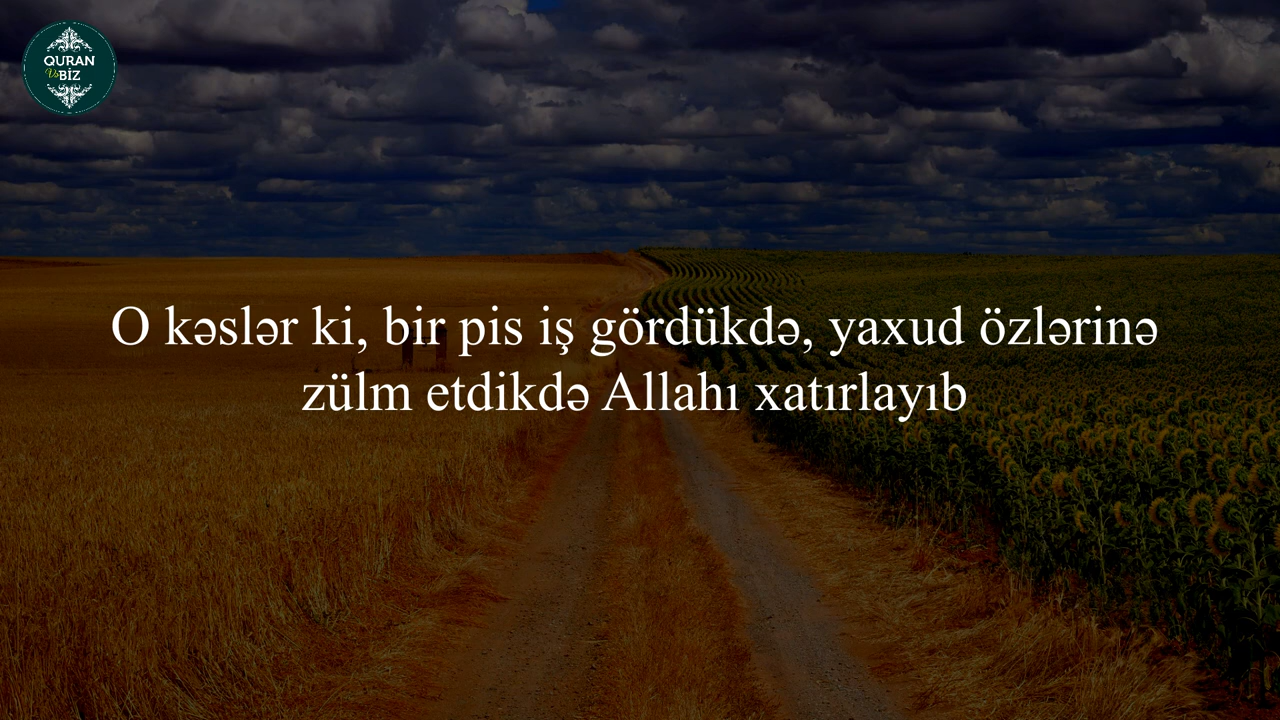 QURAN
Və BİZ
O kəslər ki, bir pis iş gördükdə, yaxud özlərinə
zülm etdikdə Allahı xatırlayıb